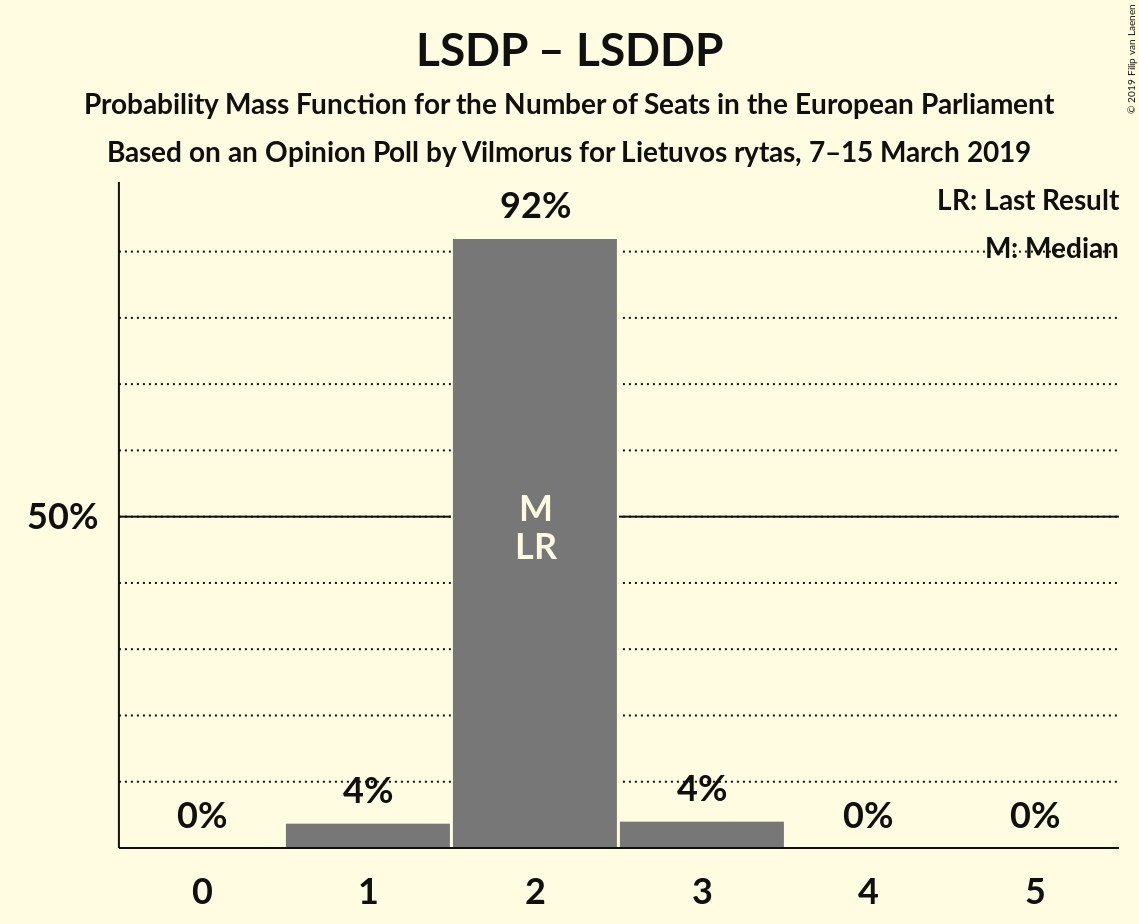 LSDP – LSDDP
Probability Mass Function for the Number of Seats in the European Parliament
Based on an Opinion Poll by Vilmorus for Lietuvos rytas, 7–15 March 2019
© 2019 Filip van Laenen
LR: Last Result
M: Median
92%
50%
M
LR
0%
4%
4%
0%
0%
0
1
2
3
4
5